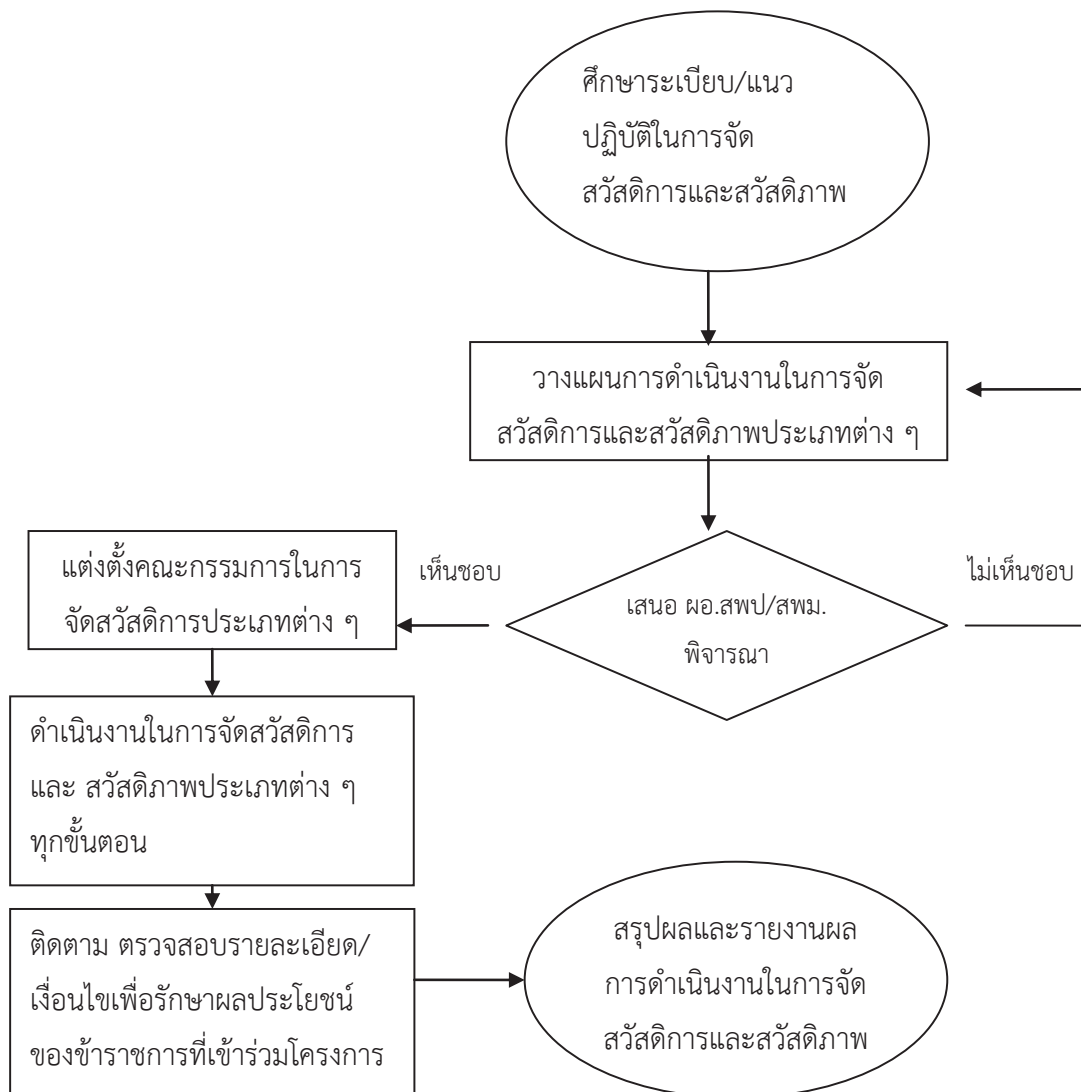 ศึกษาระเบียบ/แนว
ปฏิบัติในการจัด
สวัสดิการและสวัสดิภาพ
วางแผนการดำเนินงานในการจัด
สวัสดิการและสวัสดิภาพประเภทต่าง ๆ
เสนอ ผอ.สพป/สพม.
พิจารณา
ไม่เห็นชอบ
เห็นชอบ
แต่งตั้งคณะกรรมการในการ
จัดสวัสดิการประเภทต่าง ๆ
ดำเนินงานในการจัดสวัสดิการ
และ สวัสดิภาพประเภทต่าง ๆ
ทุกขั้นตอน
ติดตาม ตรวจสอบรายละเอียด/
เงื่อนไขเพื่อรักษาผลประโยชน์
ของข้าราชการที่เข้าร่วมโครงการ
สรุปผลและรายงานผล
การดำเนินงานในการจัด
สวัสดิการและสวัสดิภาพ